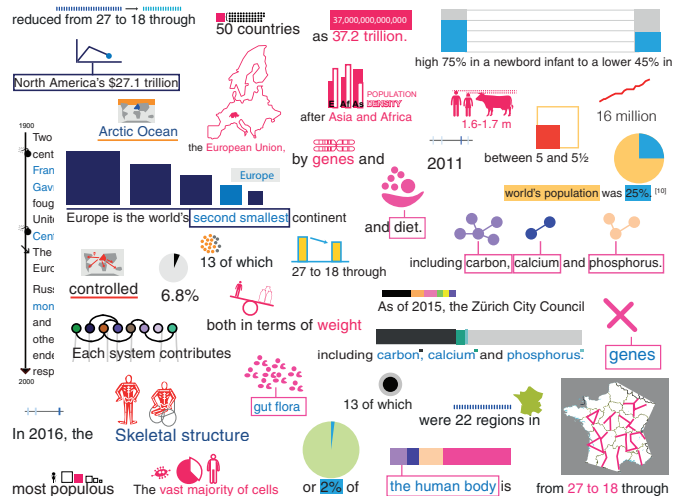 reduced from 27 to 18 through
50 countries
37,000,000,000,000
as 37.2 trillion.
high 75% in a newbord infant to a lower 45% in
North America's $27.1 trillion
Arctic Ocean
the European Union,
E Af As
POPULATION
DENSITY
after Asia and Africa
1.6-1.7 m
16 million
1900
Two
cent
Fran
Gav
foug
Unite
Cent
The
Euro
Russ
mon
and
othe
ende
resp
2000
by genes and
2011
between 5 and 5½
Europe
world's population was 25%. [10]
Europe is the world's second smallest continent
and diet.
including carbon, calcium and phosphorus.
controlled
6.8%
13 of which
27 to 18 through
both in terms of weight
As of 2015, the Zürich City Council
Each system contributes
including carbon, calcium and phosphorus.
genes
gut flora
13 of which
were 22 regions in
In 2016, the
Skeletal structure
most populous
The vast majority of cells
or 2% of
the human body is
from 27 to 18 through